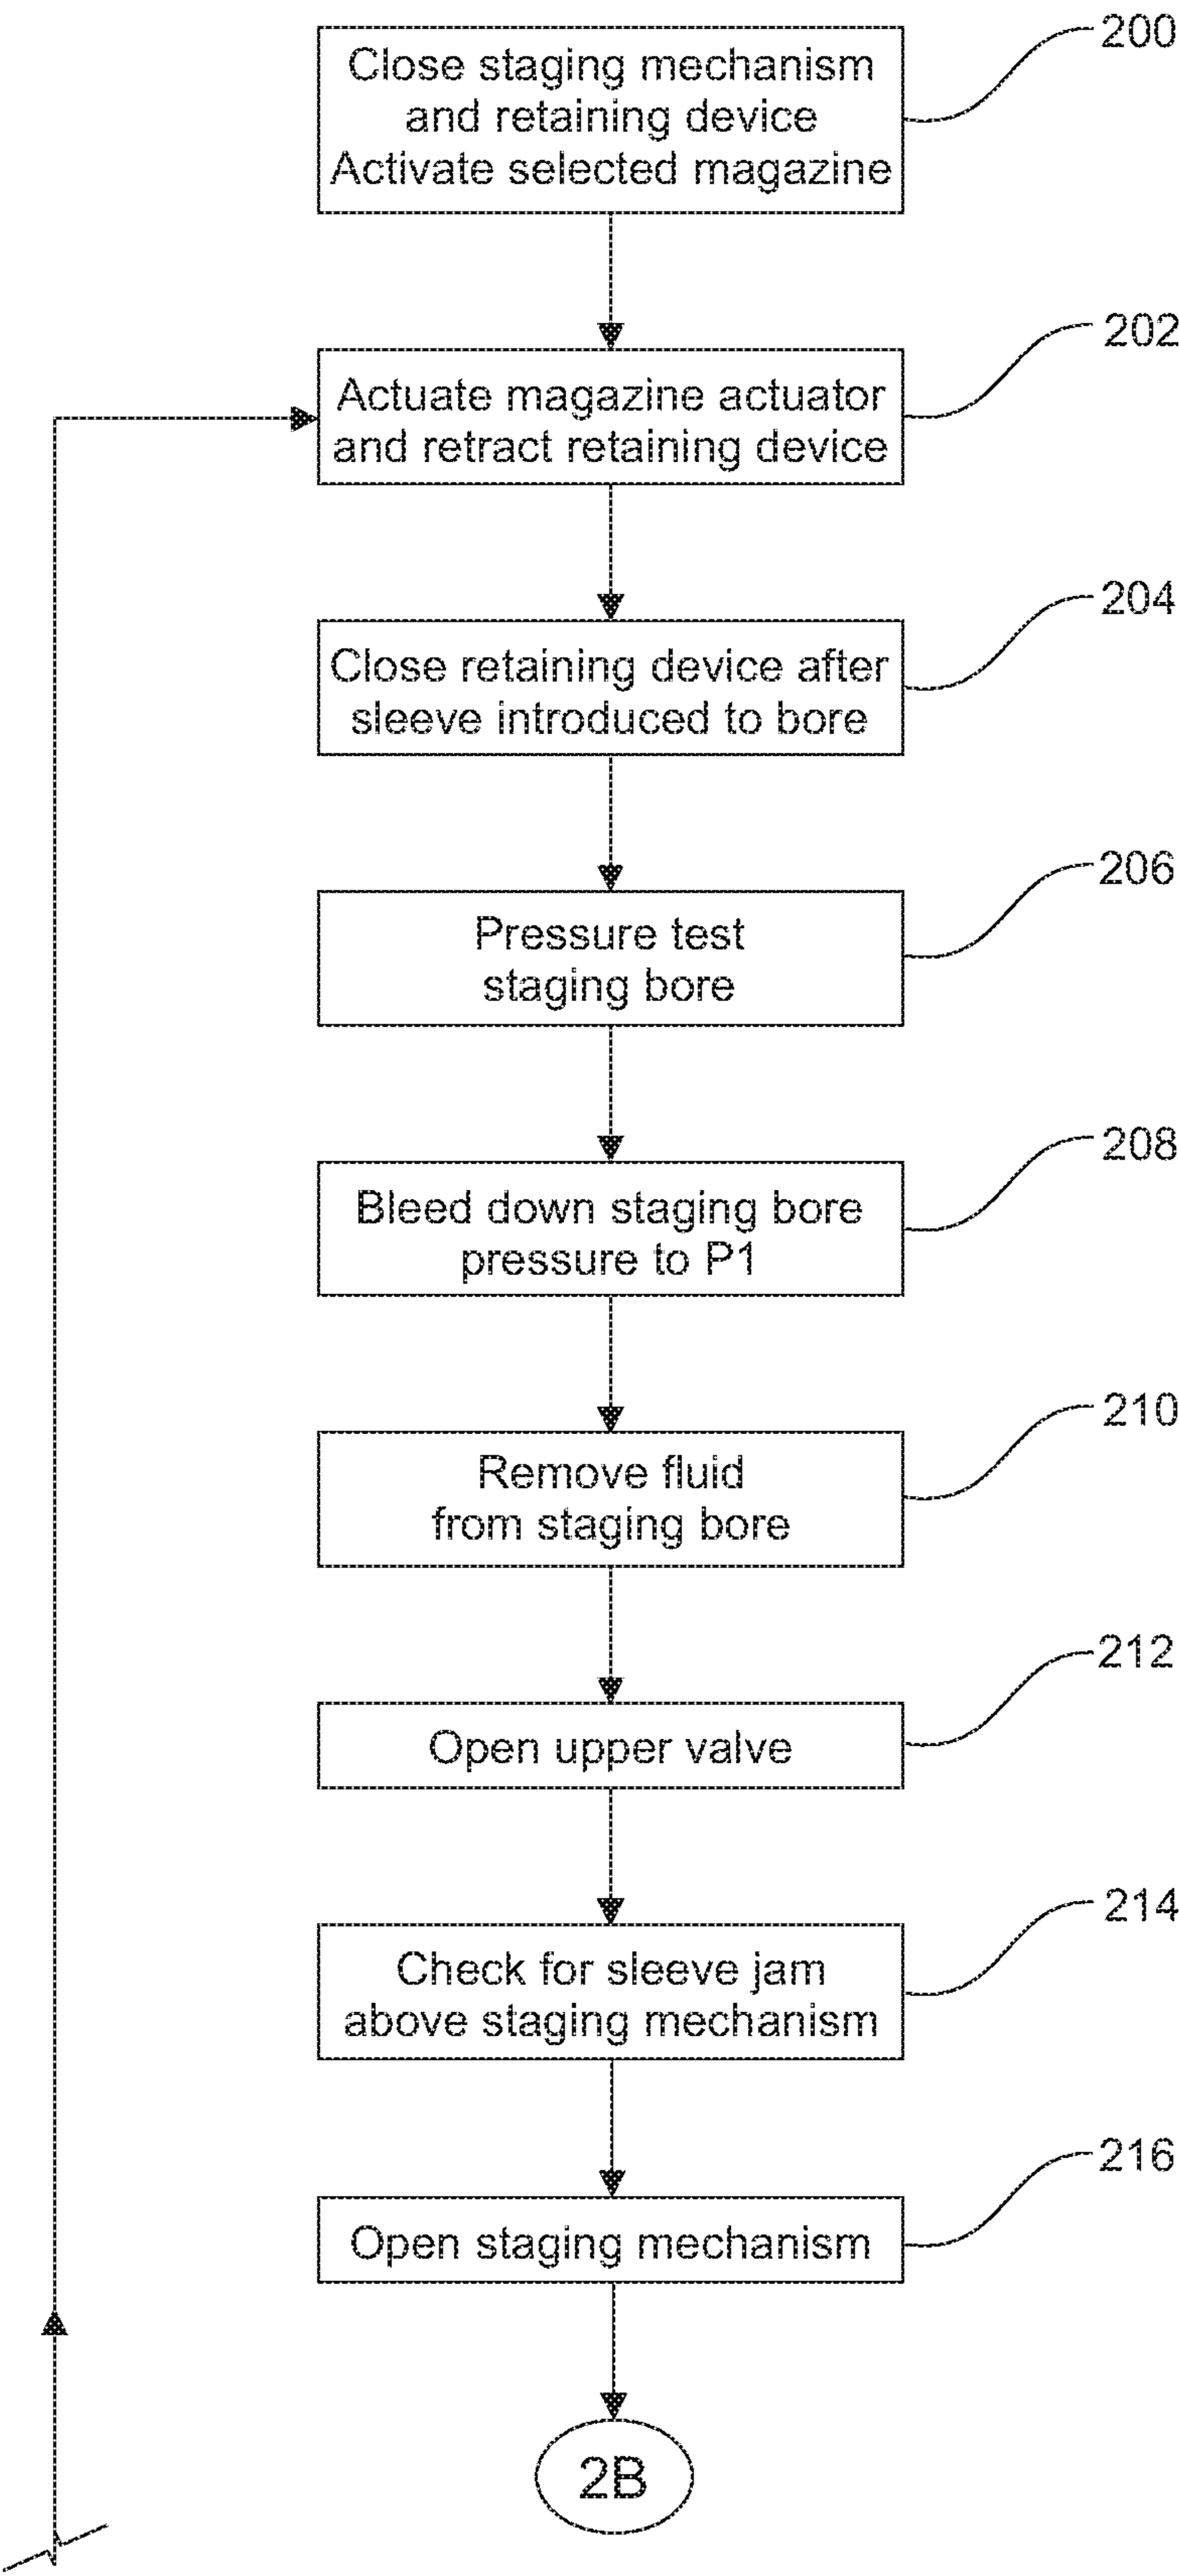 200
Close staging mechanism
and retaining device
Activate selected magazine
202
Actuate magazine actuator
and retract retaining device
204
Close retaining device after
sleeve introduced to bore
206
Pressure test
staging bore
208
Bleed down staging bore
pressure to P1
210
Remove fluid
from staging bore
212
Open upper valve
214
Check for sleeve jam
above staging mechanism
216
Open staging mechanism
2B